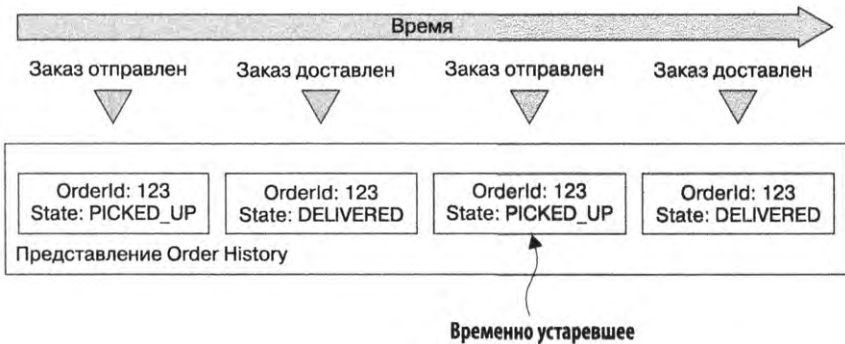 Время
Заказ отправлен
Заказ доставлен
Заказ отправлен
Заказ доставлен
OrderId: 123
State: PICKED_UP
OrderId: 123
State: DELIVERED
OrderId: 123
State: PICKED_UP
OrderId: 123
State: DELIVERED
Представление Order History
Временно устаревшее